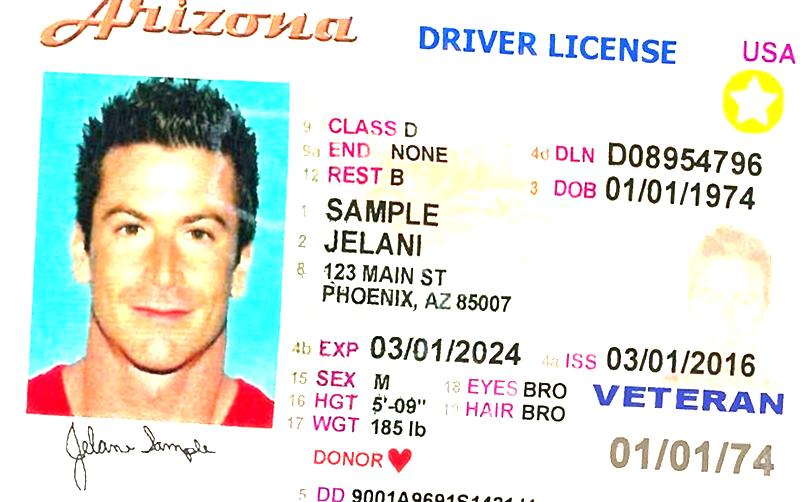 Arizona
DRIVER LICENSE
USA
9 CLASS D
9a END NONE
4d DLN D08954796
12 REST B
3 DOB 01/01/1974
1 SAMPLE
2 JELANI
8 123 MAIN ST
PHOENIX, AZ 85007
4b EXP 03/01/2024
4a ISS 03/01/2016
15 SEX M
18 EYES BRO
16 HGT 5'-09"
19 HAIR BRO
VETERAN
17 WGT 185 lb
01/01/74
DONOR
Jelani Sample
5 DD